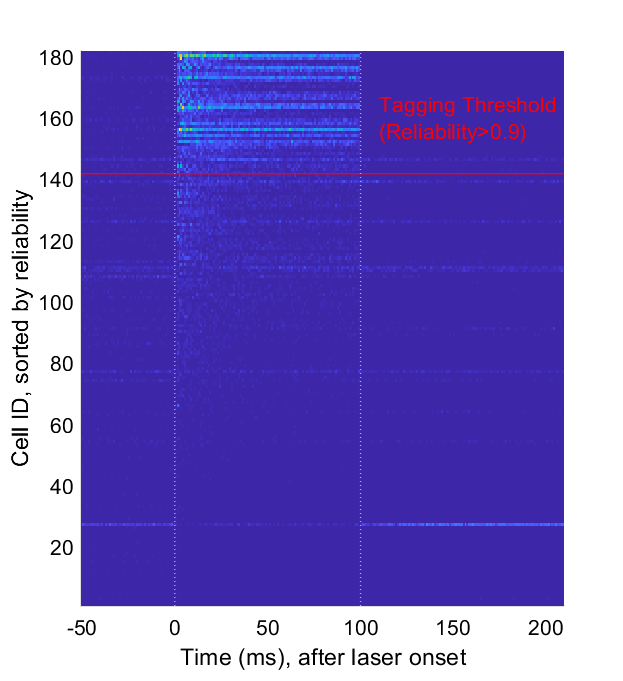 180
160
140
120
100
80
60
40
20
Cell ID, sorted by reliability
Tagging Threshold
(Reliability>0.9)
-50 0 50 100 150 200
Time (ms), after laser onset